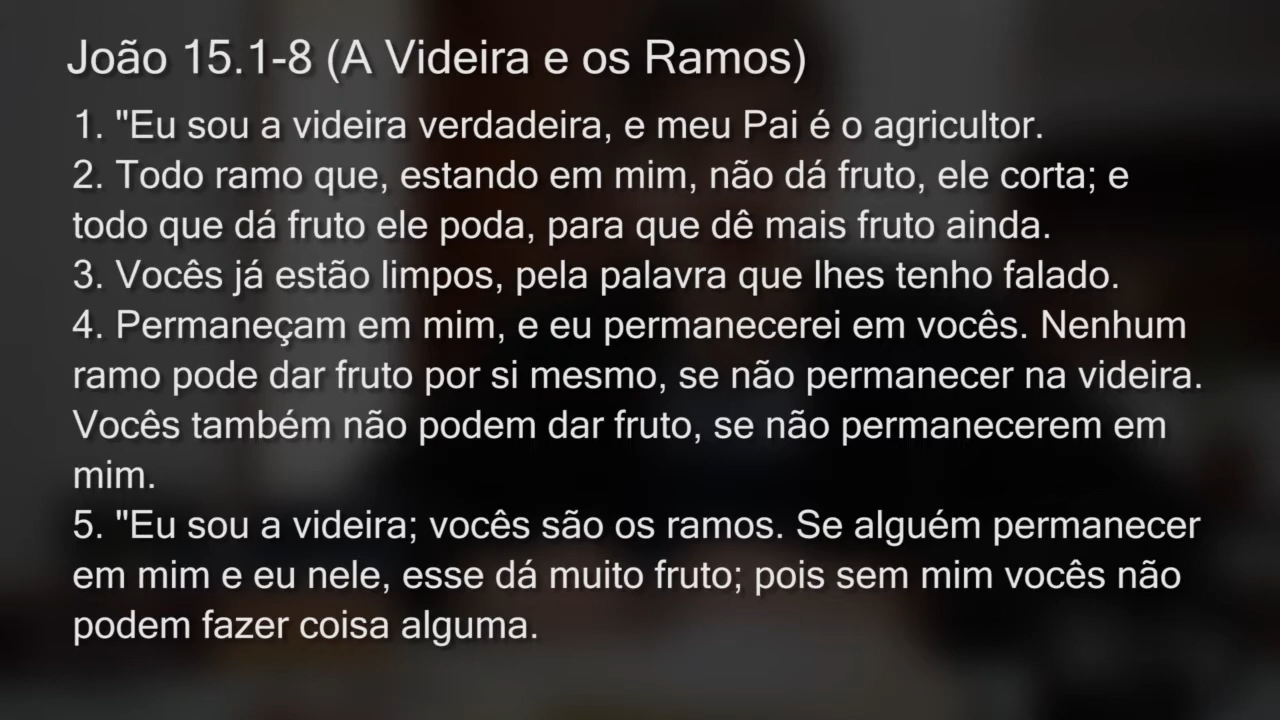 João 15.1-8 (A Videira e os Ramos)
1. "Eu sou a videira verdadeira, e meu Pai é o agricultor.
2. Todo ramo que, estando em mim, não dá fruto, ele corta; e
todo que dá fruto ele poda, para que dê mais fruto ainda.
3. Vocês já estão limpos, pela palavra que lhes tenho falado.
4. Permaneçam em mim, e eu permanecerei em vocês. Nenhum
ramo pode dar fruto por si mesmo, se não permanecer na videira.
Vocês também não podem dar fruto, se não permanecerem em
mim.
5. "Eu sou a videira; vocês são os ramos. Se alguém permanecer
em mim e eu nele, esse dá muito fruto; pois sem mim vocês não
podem fazer coisa alguma.